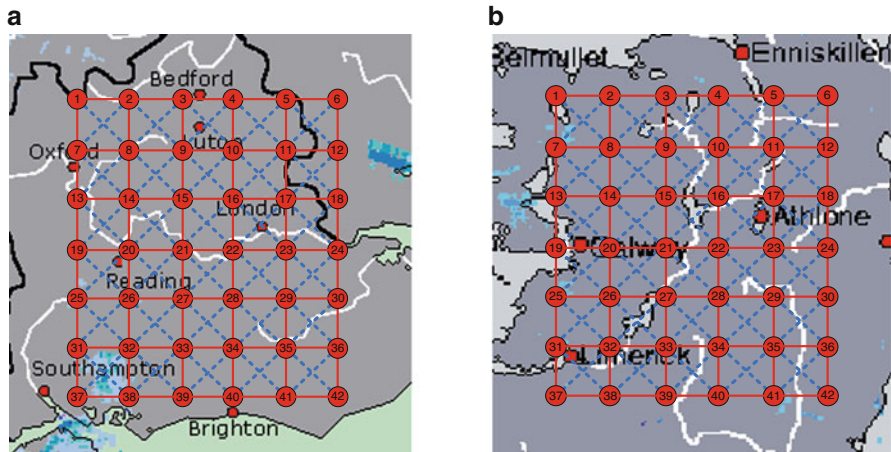 a
b
Bedford
Enniskillen
1 2 3 4 5 6
1 2 3 4 5 6
Luton
Oxford
7 8 9 10 11 12
7 8 9 10 11 12
13 14 15 16 17 18
13 14 15 16 17 18
London
Athlone
19 20 21 22 23 24
19 20 21 22 23 24
Galway
Reading
25 26 27 28 29 30
25 26 27 28 29 30
31 32 33 34 35 36
31 32 33 34 35 36
Limerick
Southampton
37 38 39 40 41 42
37 38 39 40 41 42
Brighton